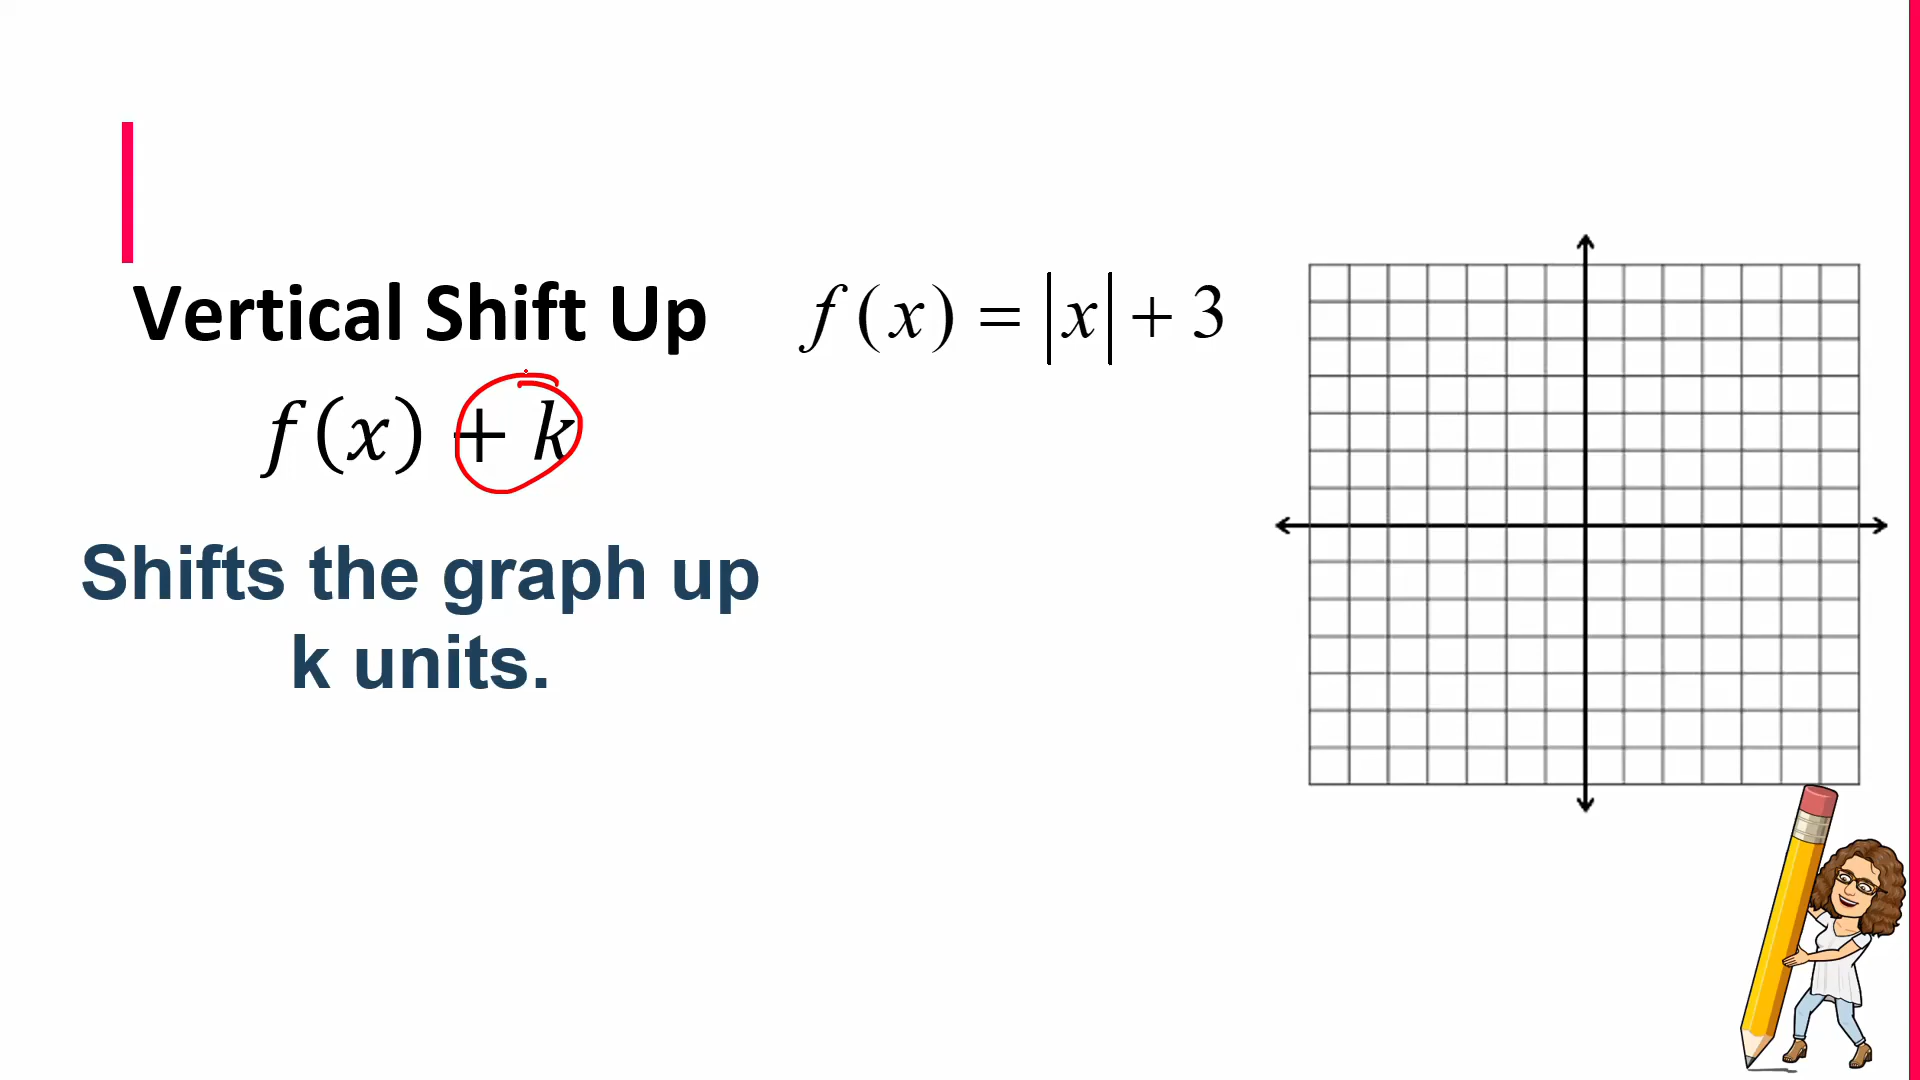 Vertical Shift Up
f(x) = |x| + 3
f(x) + k
Shifts the graph up
k units.